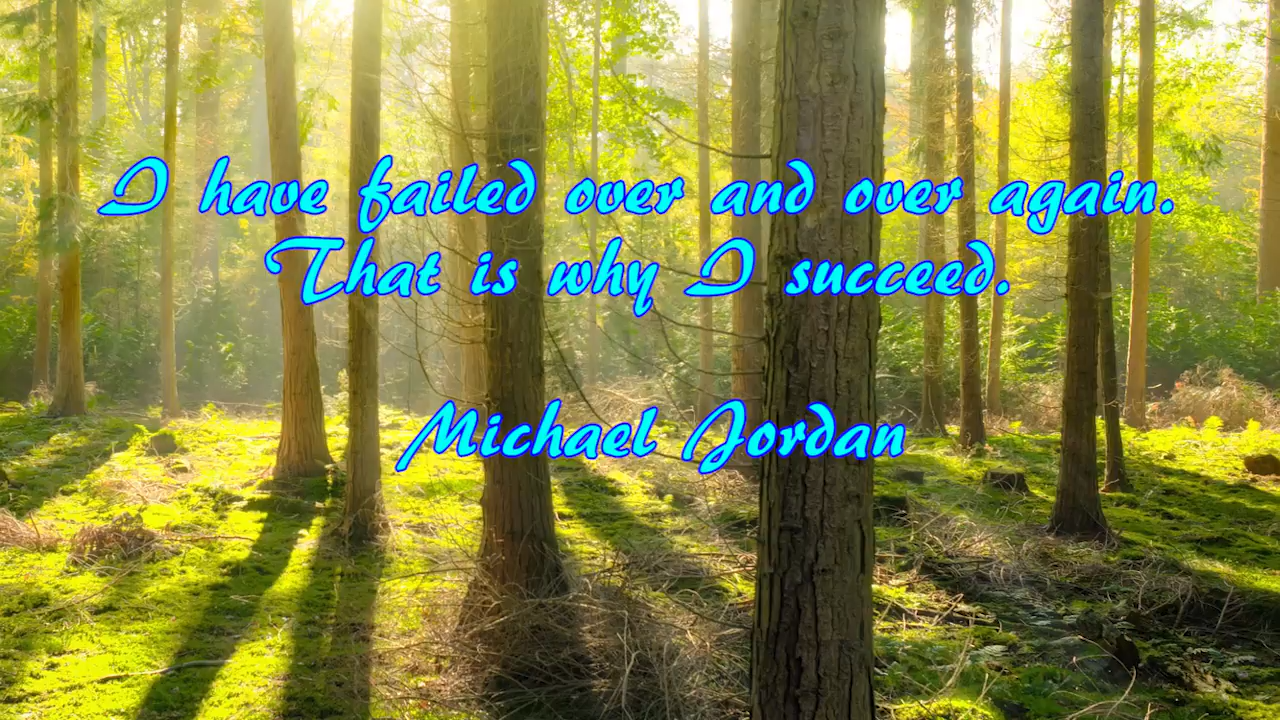 I have failed over and over again.
That is why I succeed.
Michael Jordan